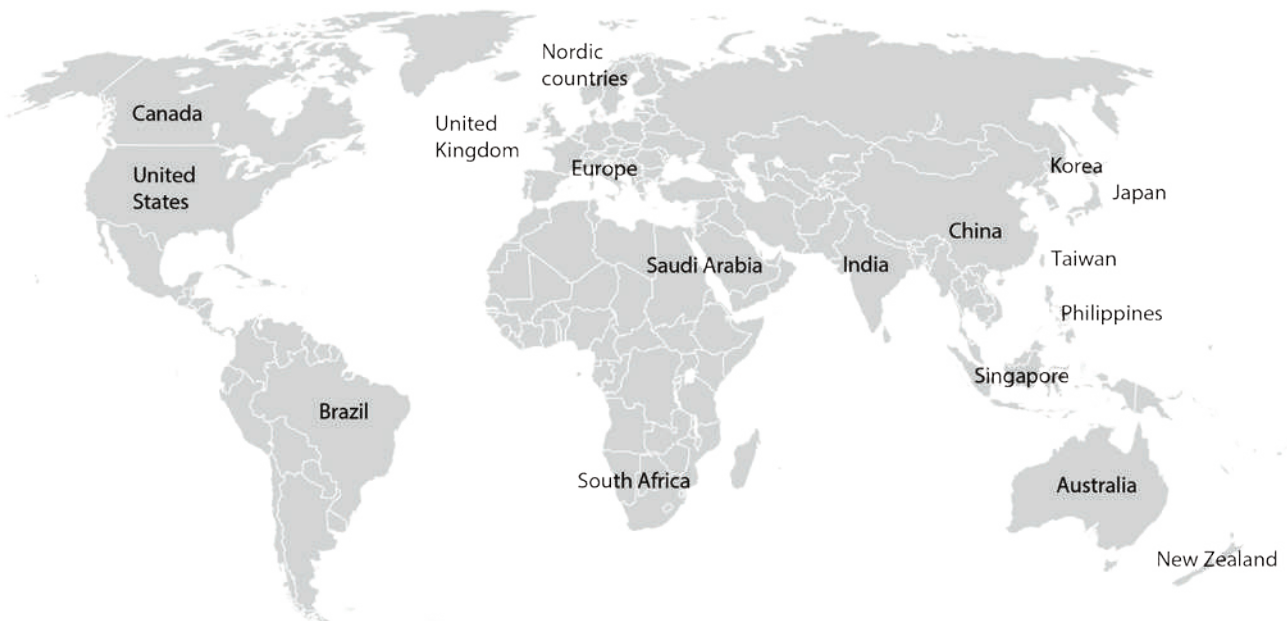 Nordic
countries
Canada
United
Kingdom
Europe
Korea
United
States
Japan
China
Taiwan
Saudi Arabia
India
Philippines
Singapore
Brazil
South Africa
Australia
New Zealand